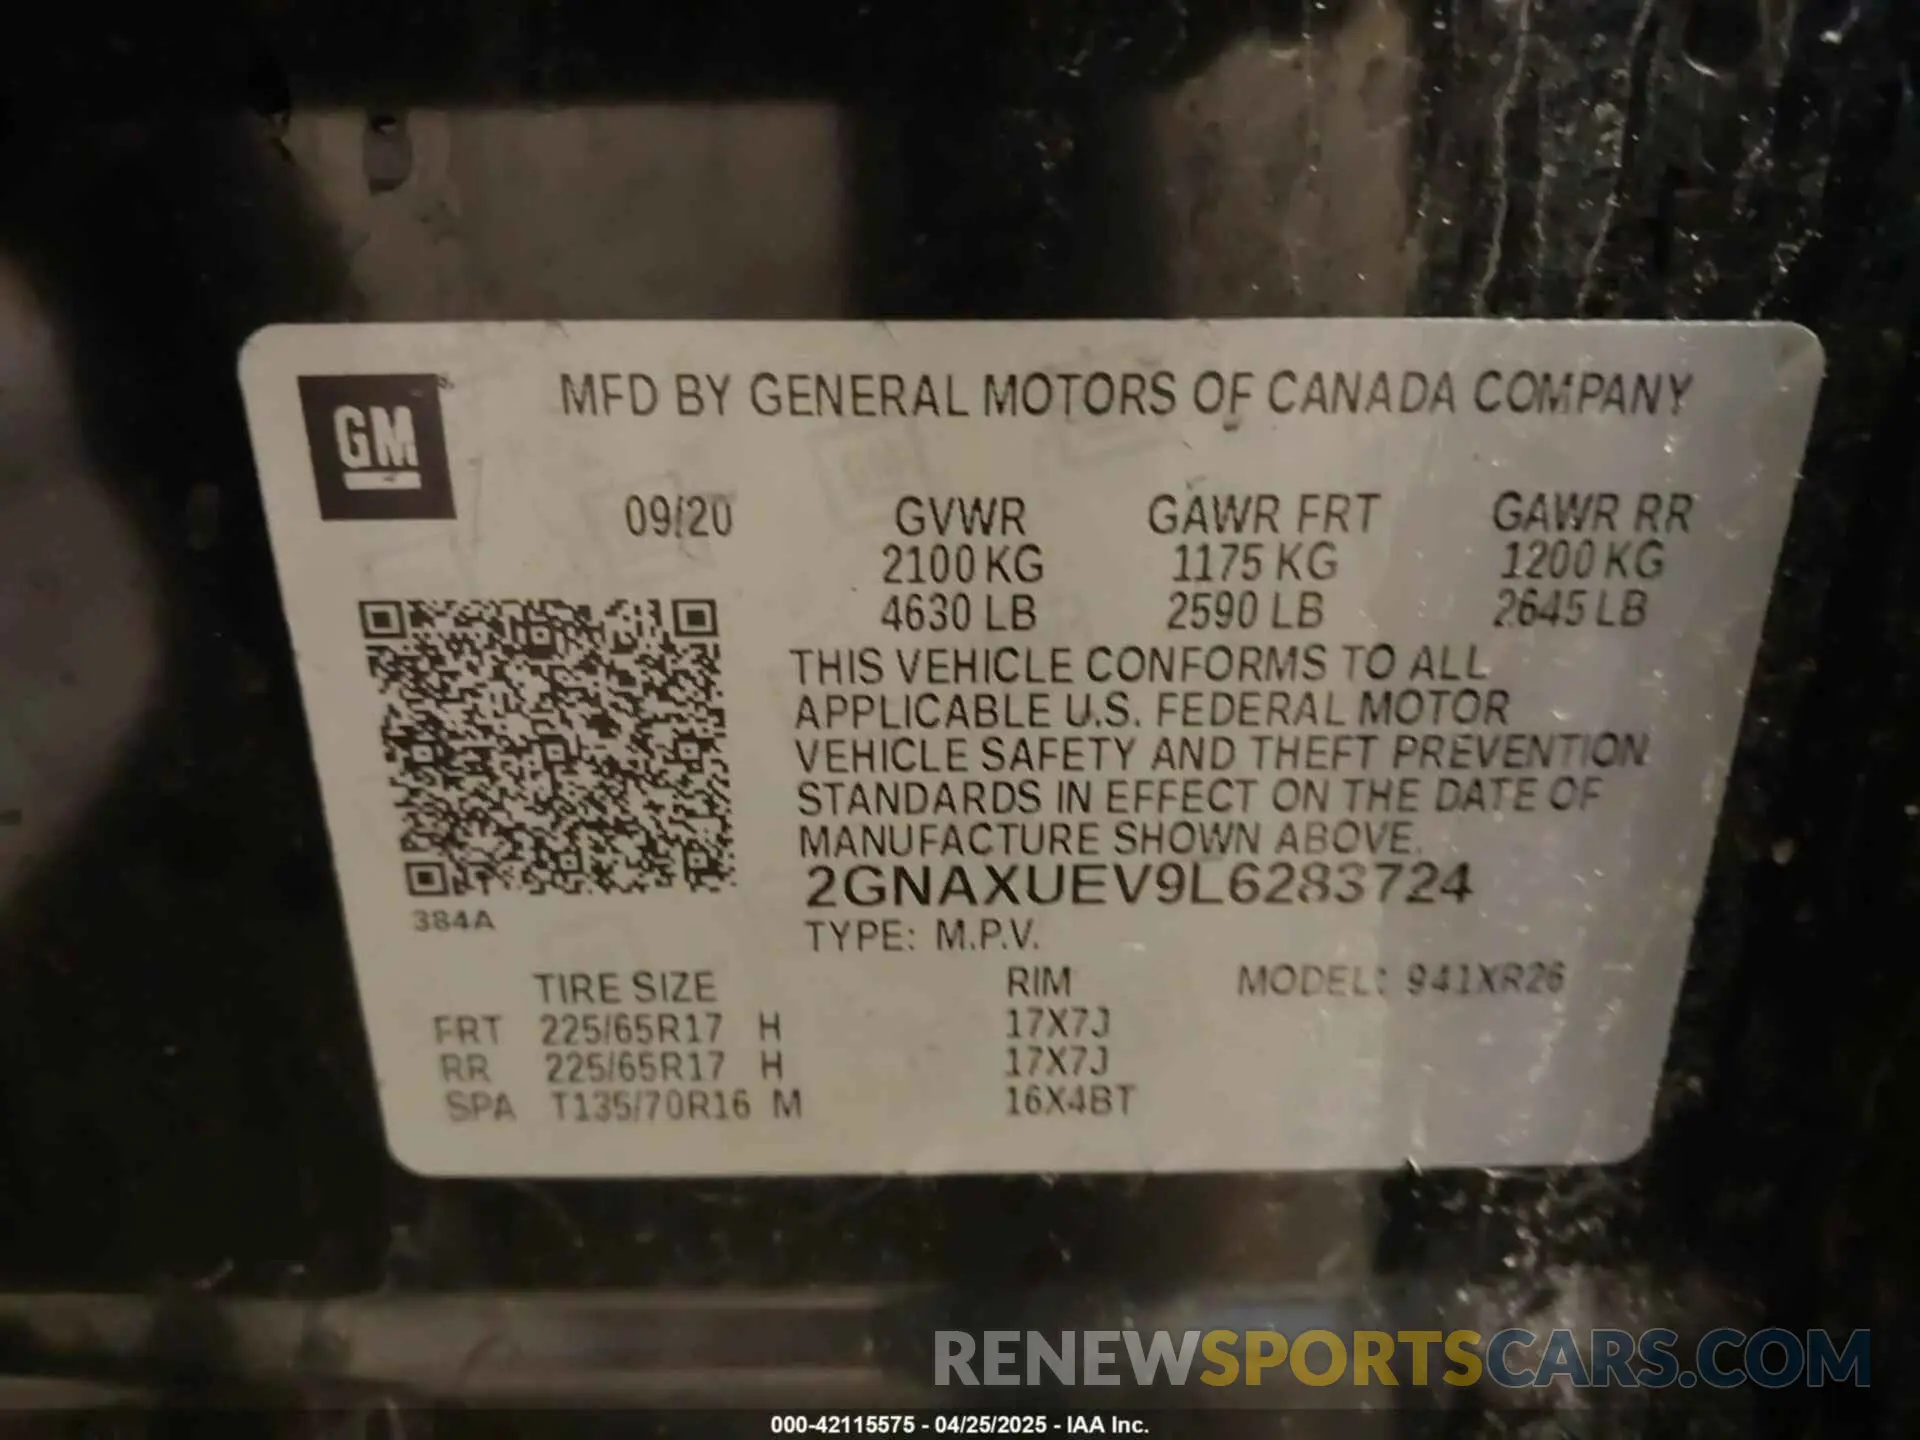 GM
MFD BY GENERAL MOTORS OF CANADA COMPANY
09/20 GVWR GAWR FRT GAWR RR
2100 KG 1175 KG 1200 KG
4630 LB 2590 LB 2645 LB
THIS VEHICLE CONFORMS TO ALL
APPLICABLE U.S. FEDERAL MOTOR
VEHICLE SAFETY AND THEFT PREVENTION
STANDARDS IN EFFECT ON THE DATE OF
MANUFACTURE SHOWN ABOVE.
2GNAXUEV9L6283724
384A
TYPE: M.P.V.
TIRE SIZE RIM MODEL: 941XR26
FRT 225/65R17 H 17X7J
RR 225/65R17 H 17X7J
SPA T135/70R16 M 16X4BT
RENEWSPORTSCARS.COM
000-42115575 - 04/25/2025 - IAA Inc.